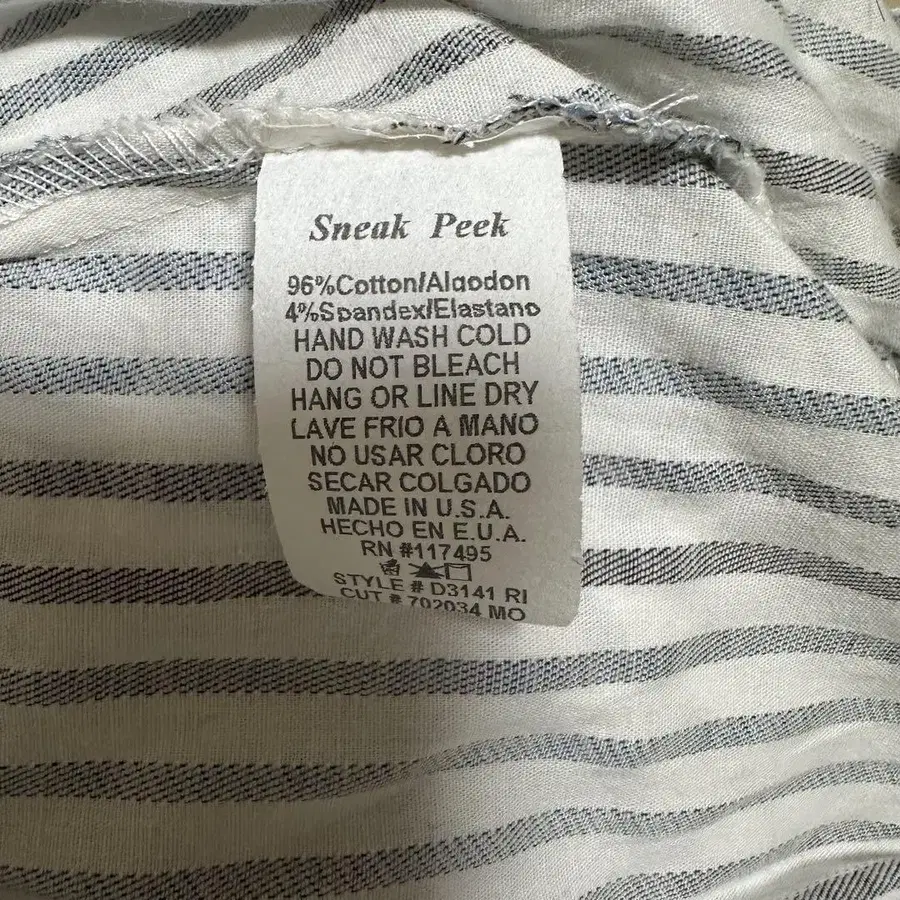 Sneak Peek
96%Cotton/Algodon
4%Spandex/Elastano
HAND WASH COLD
DO NOT BLEACH
HANG OR LINE DRY
LAVE FRIO A MANO
NO USAR CLORO
SECAR COLGADO
MADE IN U.S.A.
HECHO EN E.U.A.
RN #117495
STYLE # D3141 RI
CUT # 702034 MO